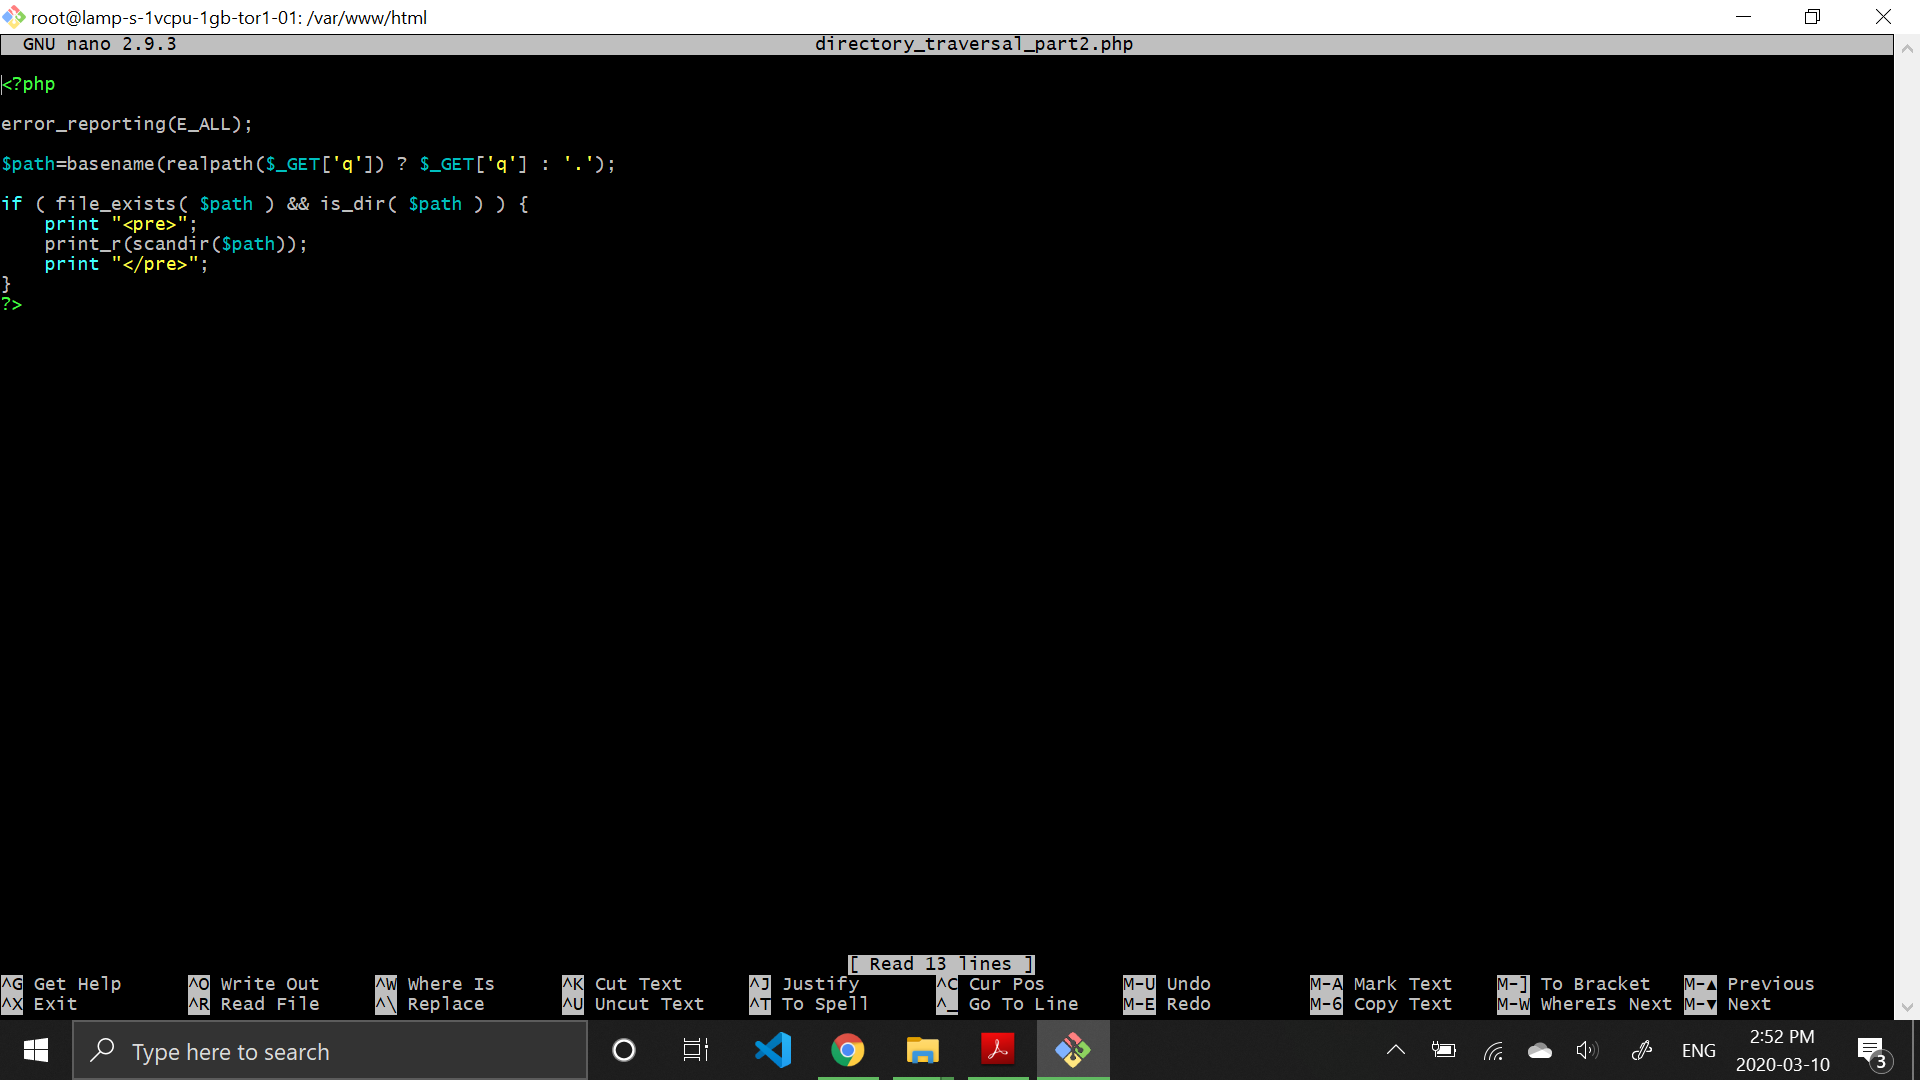 root@lamp-s-1vcpu-1gb-tor1-01: /var/www/html
GNU nano 2.9.3 directory_traversal_part2.php
<?php
error_reporting(E_ALL);
$path=basename(realpath($_GET['q']) ? $_GET['q'] : '.');
if ( file_exists( $path ) && is_dir( $path ) ) {
    print "<pre>";
    print_r(scandir($path));
    print "</pre>";
}
?>
[ Read 13 lines ]
^G Get Help ^O Write Out ^W Where Is ^K Cut Text ^J Justify ^C Cur Pos M-U Undo M-A Mark Text M-] To Bracket M-▲ Previous
^X Exit ^R Read File ^\ Replace ^U Uncut Text ^T To Spell ^_ Go To Line M-E Redo M-6 Copy Text M-W WhereIs Next M-▼ Next
Type here to search ENG 2:52 PM
2020-03-10 3